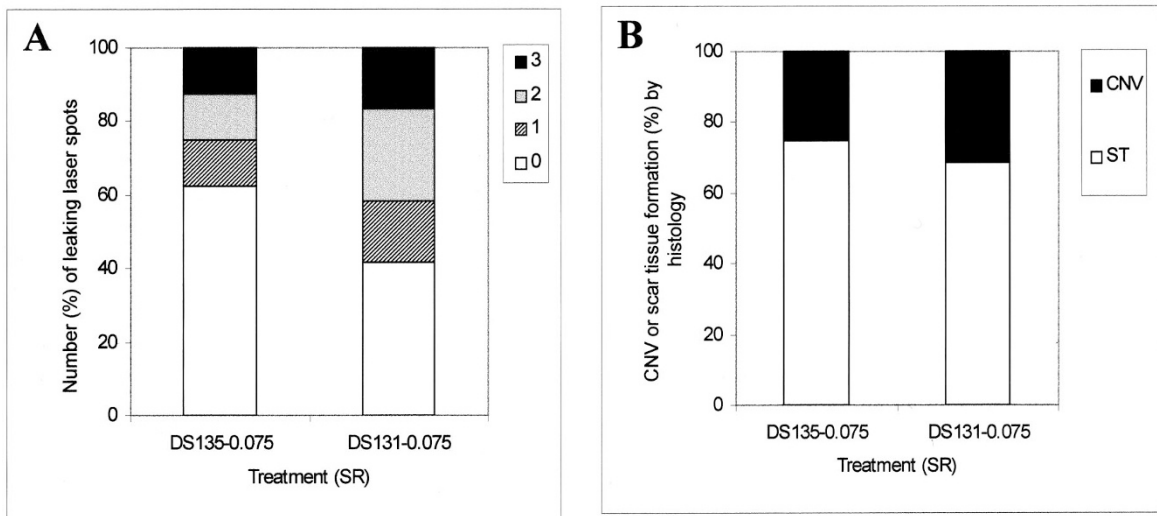 A
100
80
60
40
20
0
Number (%) of leaking laser spots
DS135-0.075 DS131-0.075
Treatment (SR)
3
2
1
0
B
100
80
60
40
20
0
CNV or scar tissue formation (%) by
histology
DS135-0.075 DS131-0.075
Treatment (SR)
CNV
ST